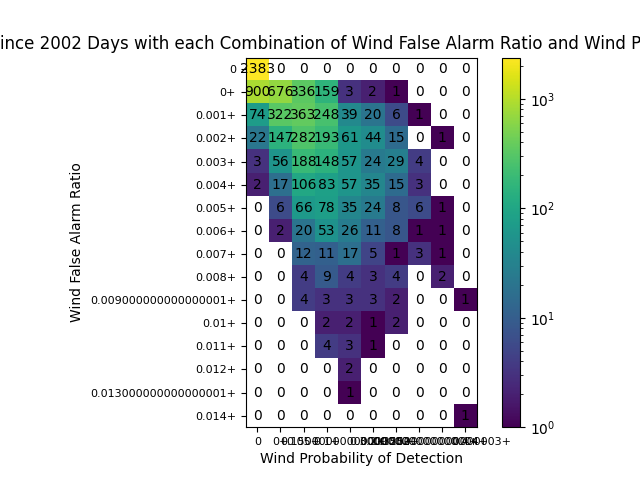 ince 2002 Days with each Combination of Wind False Alarm Ratio and Wind P
0 2383 0 0 0 0 0 0 0 0 0
0+ 900 676 336 159 3 2 1 0 0 0
0.001+ 74 322 363 248 39 20 6 1 0 0
0.002+ 22 147 282 193 61 44 15 0 1 0
0.003+ 3 56 188 148 57 24 29 4 0 0
0.004+ 2 17 106 83 57 35 15 3 0 0
0.005+ 0 6 66 78 35 24 8 6 1 0
0.006+ 0 2 20 53 26 11 8 1 1 0
0.007+ 0 0 12 11 17 5 1 3 1 0
0.008+ 0 0 4 9 4 3 4 0 2 0
0.009000000000000001+ 0 0 4 3 3 3 2 0 0 1
0.01+ 0 0 0 2 2 1 2 0 0 0
0.011+ 0 0 0 4 3 1 0 0 0 0
0.012+ 0 0 0 0 2 0 0 0 0 0
0.013000000000000001+ 0 0 0 0 1 0 0 0 0 0
0.014+ 0 0 0 0 0 0 0 0 0 1
0
Wind Probability of Detection
Wind False Alarm Ratio
10³
10²
10¹
10⁰